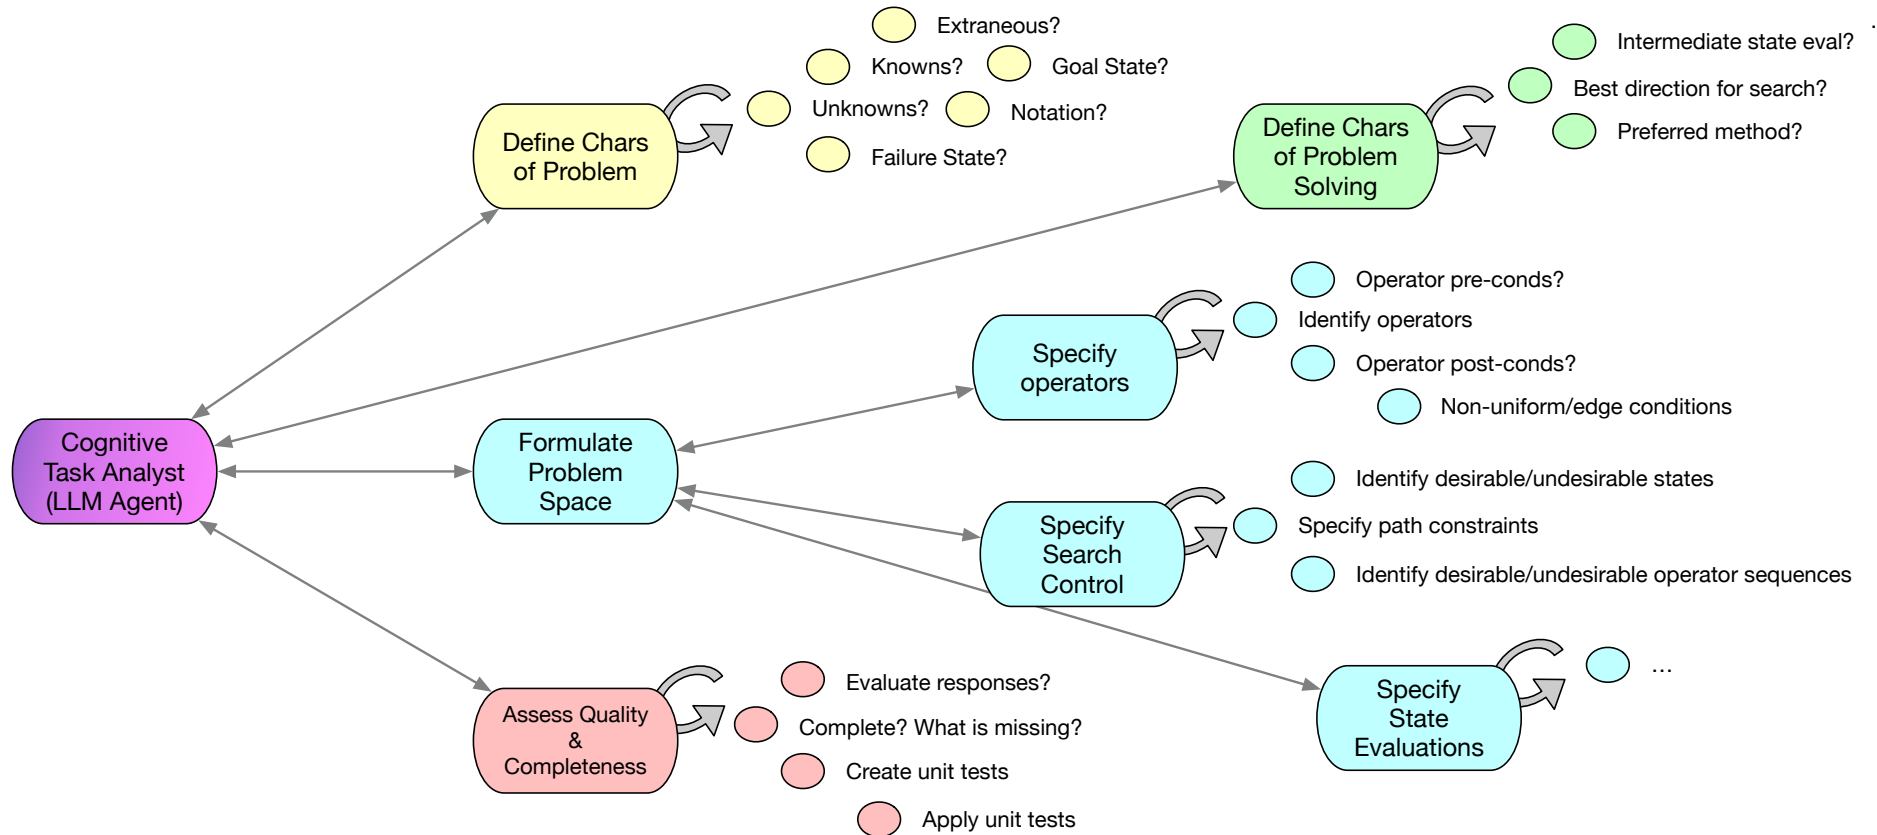 Extraneous?
Knowns?
Goal State?
Unknowns?
Notation?
Failure State?
Define Chars
of Problem
Intermediate state eval?
Best direction for search?
Preferred method?
Define Chars
of Problem
Solving
.
Operator pre-conds?
Identify operators
Operator post-conds?
Non-uniform/edge conditions
Specify
operators
Cognitive
Task Analyst
(LLM Agent)
Formulate
Problem
Space
Identify desirable/undesirable states
Specify path constraints
Identify desirable/undesirable operator sequences
Specify
Search
Control
Evaluate responses?
Complete? What is missing?
Create unit tests
Apply unit tests
Assess Quality
&
Completeness
Specify
State
Evaluations
...